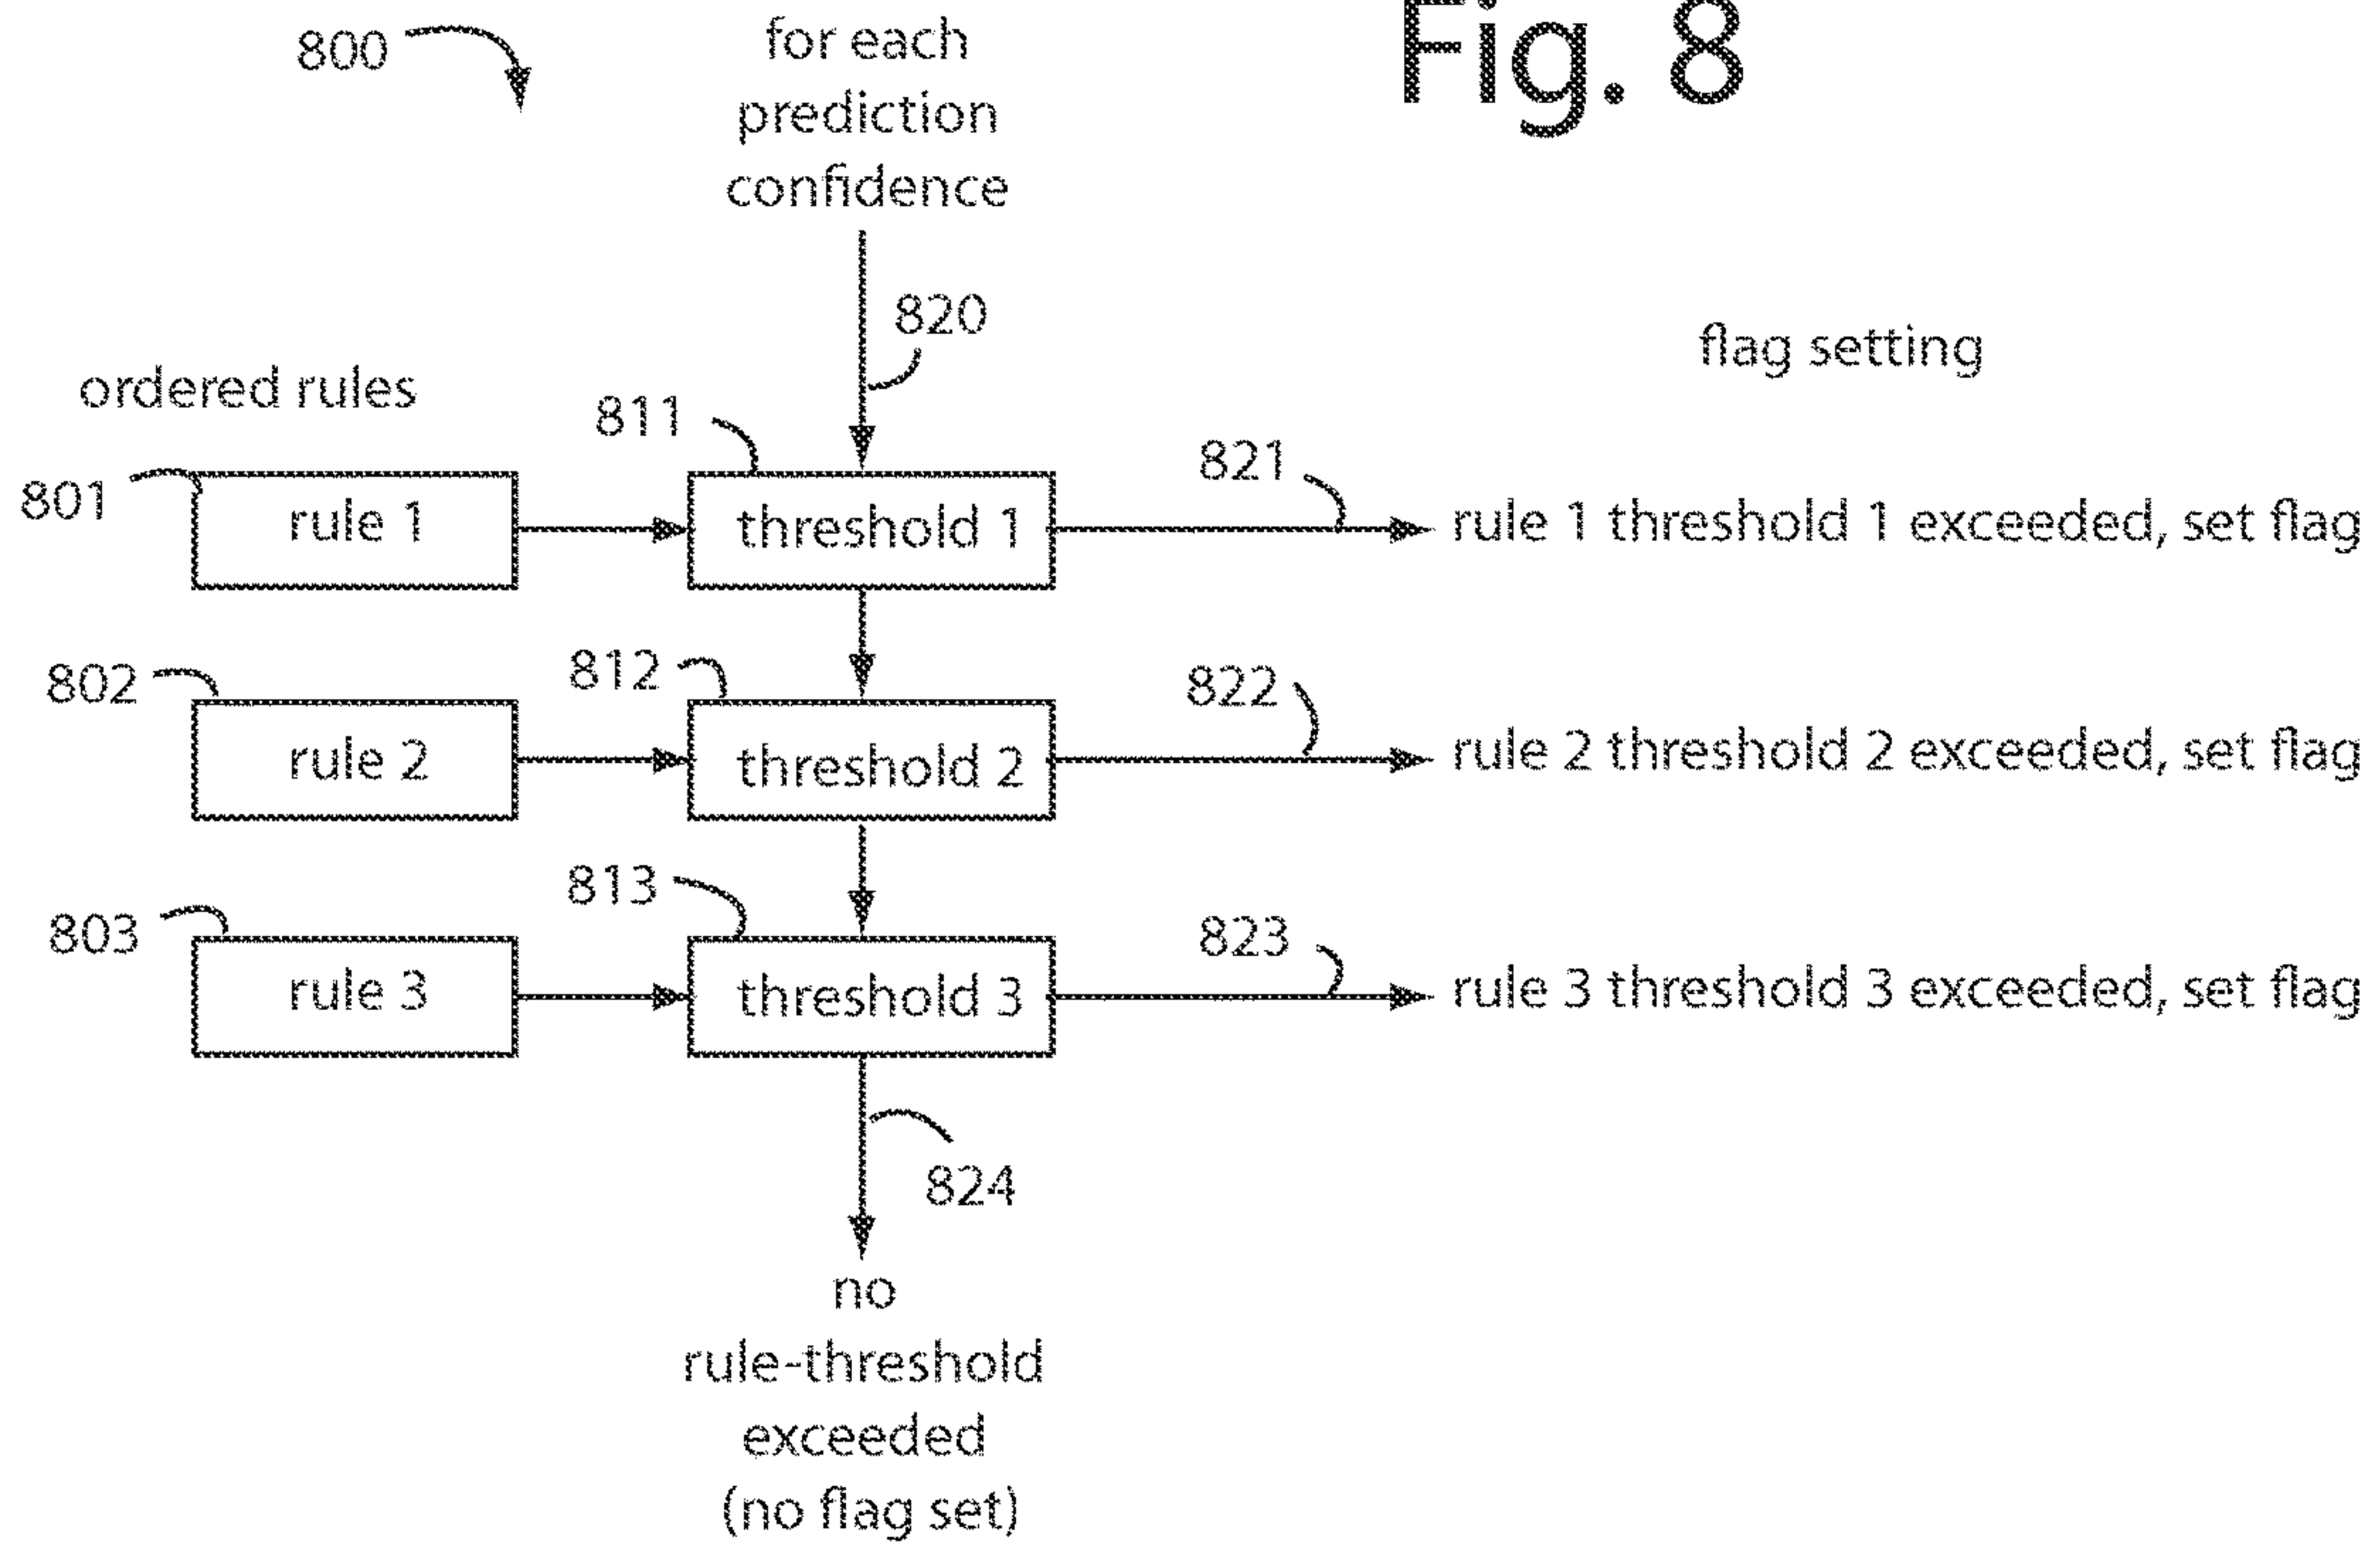 Fig. 8
800
for each
prediction
confidence
820
flag setting
ordered rules
811
821
801
rule 1
threshold 1
rule 1 threshold 1 exceeded, set flag
802
812
822
rule 2
threshold 2
rule 2 threshold 2 exceeded, set flag
803
813
823
rule 3
threshold 3
rule 3 threshold 3 exceeded, set flag
824
no
rule-threshold
exceeded
(no flag set)